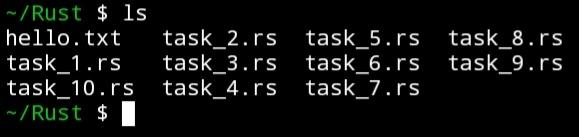 ~/Rust $ ls
hello.txt   task_2.rs  task_5.rs  task_8.rs
task_1.rs   task_3.rs  task_6.rs  task_9.rs
task_10.rs  task_4.rs  task_7.rs
~/Rust $